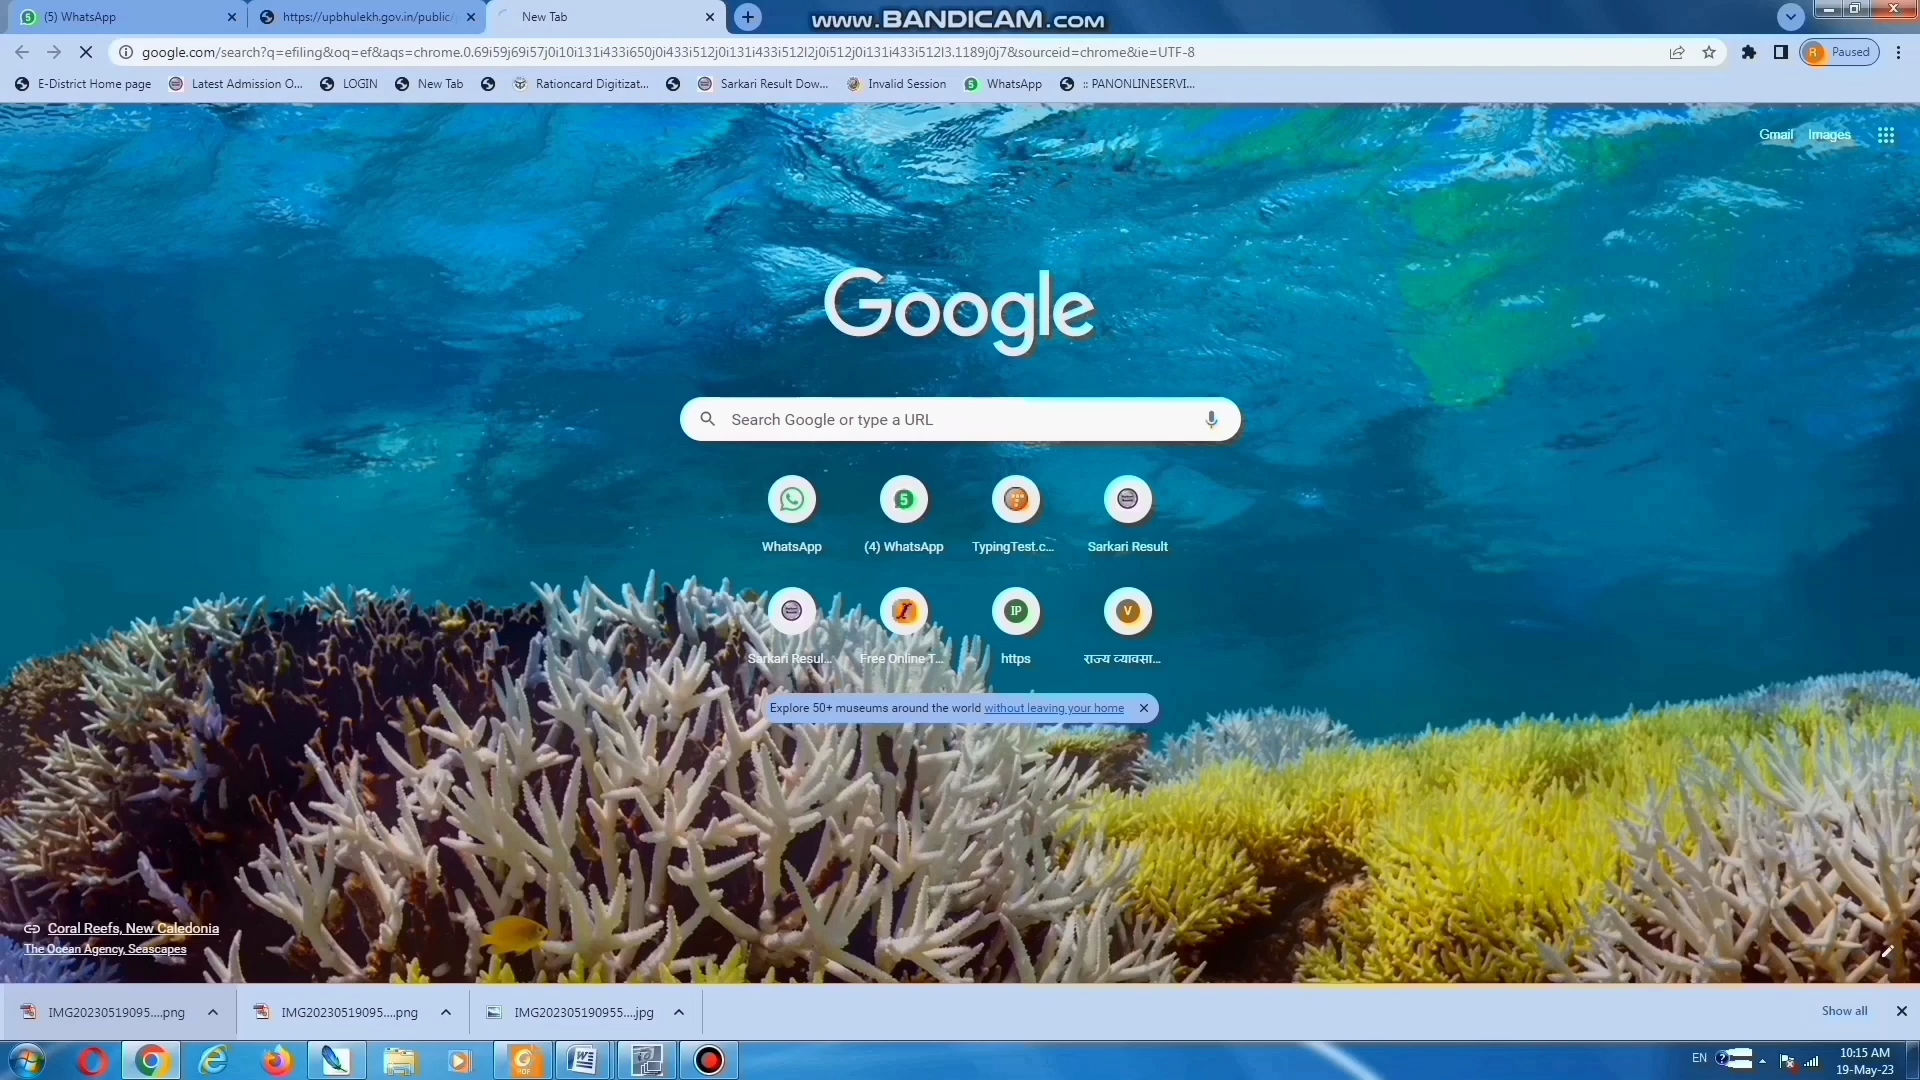 (5) WhatsApp
https://upbhulekh.gov.in/public/
New Tab
www.BANDICAM.com
google.com/search?q=efiling&oq=ef&aqs=chrome.0.69i59j69i57j0i10i131i433i650j0i433i512j0i131i433i512l2j0i512j0i131i433i512l3.1189j0j7&sourceid=chrome&ie=UTF-8
R Paused
E-District Home page
Latest Admission O...
LOGIN
New Tab
Rationcard Digitizat...
Sarkari Result Dow...
Invalid Session
5 WhatsApp
:: PANONLINESERVI...
Gmail Images
Google
Search Google or type a URL
WhatsApp
(4) WhatsApp
TypingTest.c...
Sarkari Result
Sarkari Resul...
Free Online T...
https
राज्य व्यावसा...
Explore 50+ museums around the world without leaving your home
Coral Reefs, New Caledonia
The Ocean Agency, Seascapes
IMG20230519095....png
IMG20230519095....png
IMG202305190955....jpg
Show all
EN
10:15 AM
19-May-23